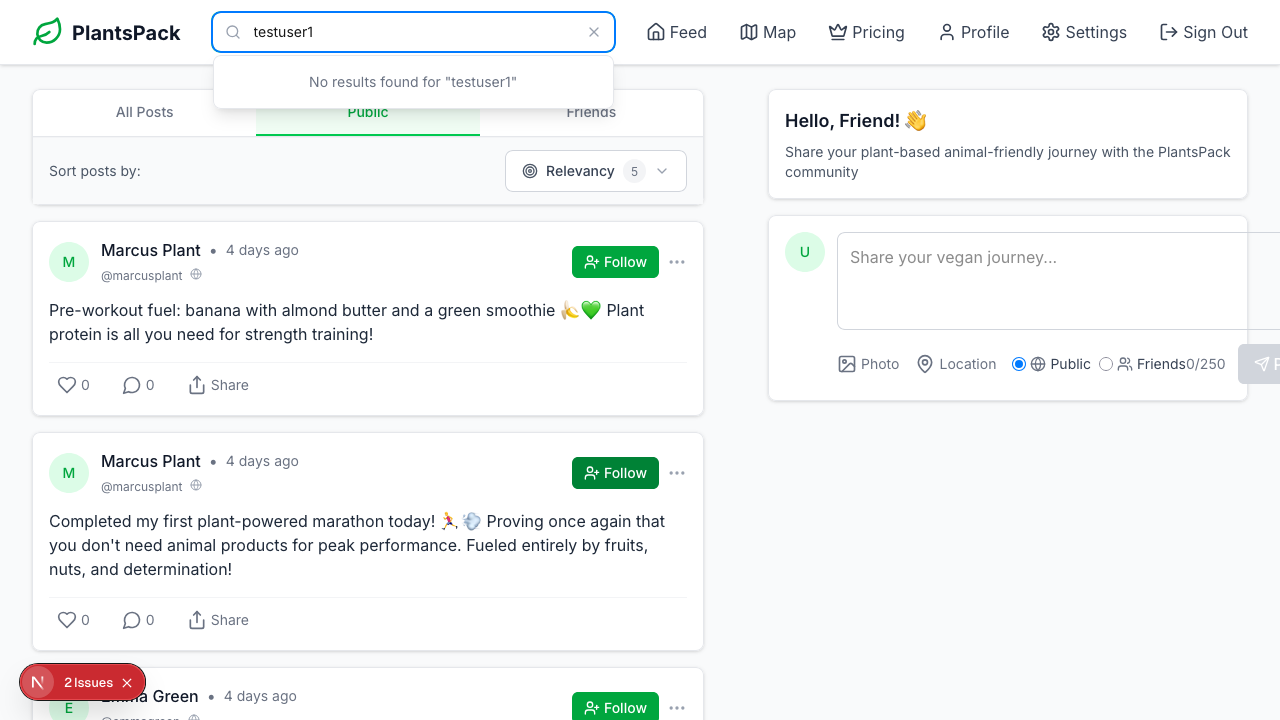 PlantsPack
testuser1
Feed
Map
Pricing
Profile
Settings
Sign Out
No results found for "testuser1"
All Posts
Public
Friends
Sort posts by:
Relevancy 5
M
Marcus Plant • 4 days ago
@marcusplant
Follow
Pre-workout fuel: banana with almond butter and a green smoothie 🍌💚 Plant
protein is all you need for strength training!
0
0
Share
M
Marcus Plant • 4 days ago
@marcusplant
Follow
Completed my first plant-powered marathon today! 🏃💨 Proving once again that
you don't need animal products for peak performance. Fueled entirely by fruits,
nuts, and determination!
0
0
Share
E
Green • 4 days ago
Follow
N
2 Issues
Hello, Friend! 👋
Share your plant-based animal-friendly journey with the PlantsPack
community
U
Share your vegan journey...
Photo
Location
Public
Friends
0/250